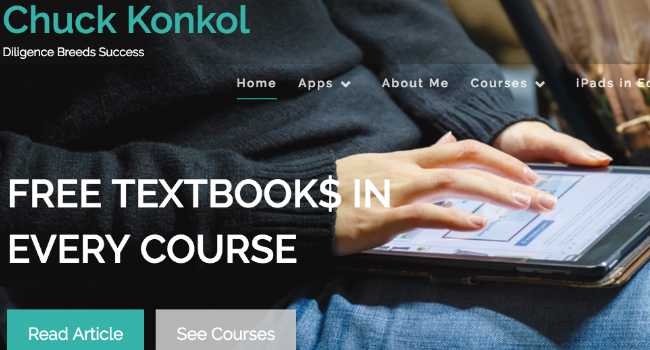 Chuck Konkol
Diligence Breeds Success
Home Apps About Me Courses iPads in
FREE TEXTBOOK$ IN
EVERY COURSE
Read Article See Courses